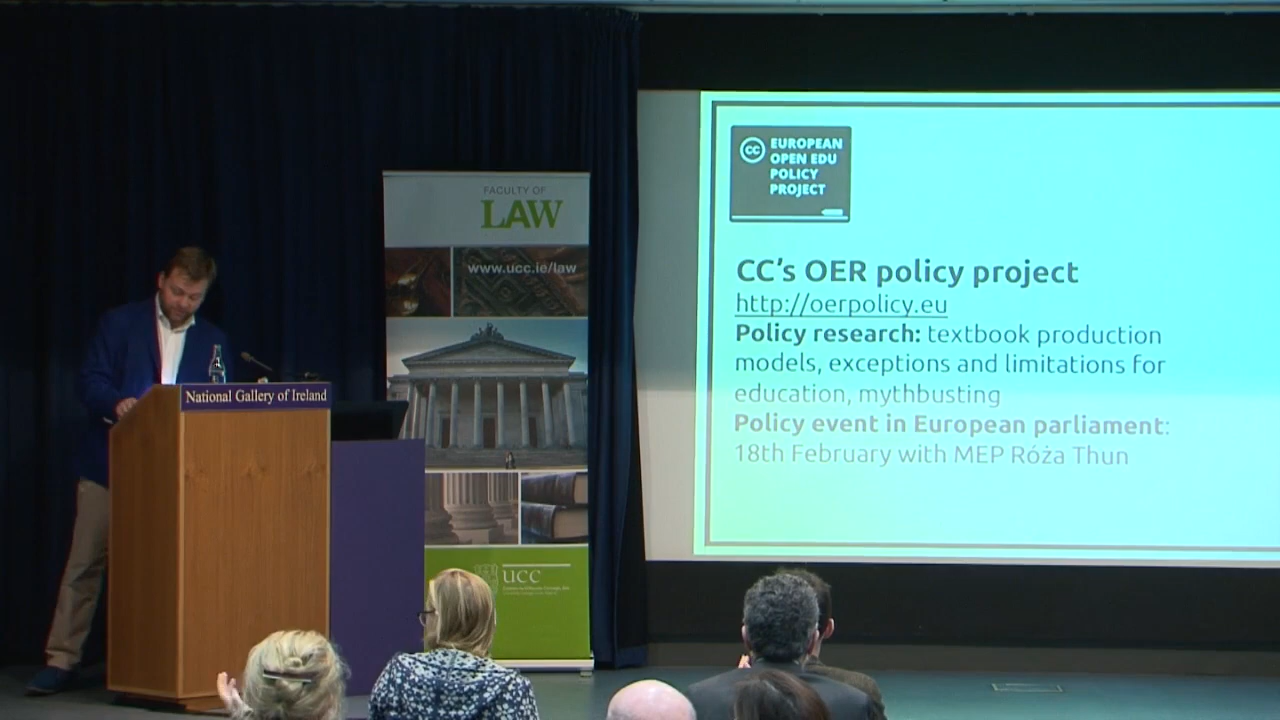 National Gallery of Ireland
FACULTY OF
LAW
www.ucc.ie/law
UCC
CC
EUROPEAN
OPEN EDU
POLICY
PROJECT
CC's OER policy project
http://oerpolicy.eu
Policy research: textbook production
models, exceptions and limitations for
education, mythbusting
Policy event in European parliament:
18th February with MEP Róża Thun